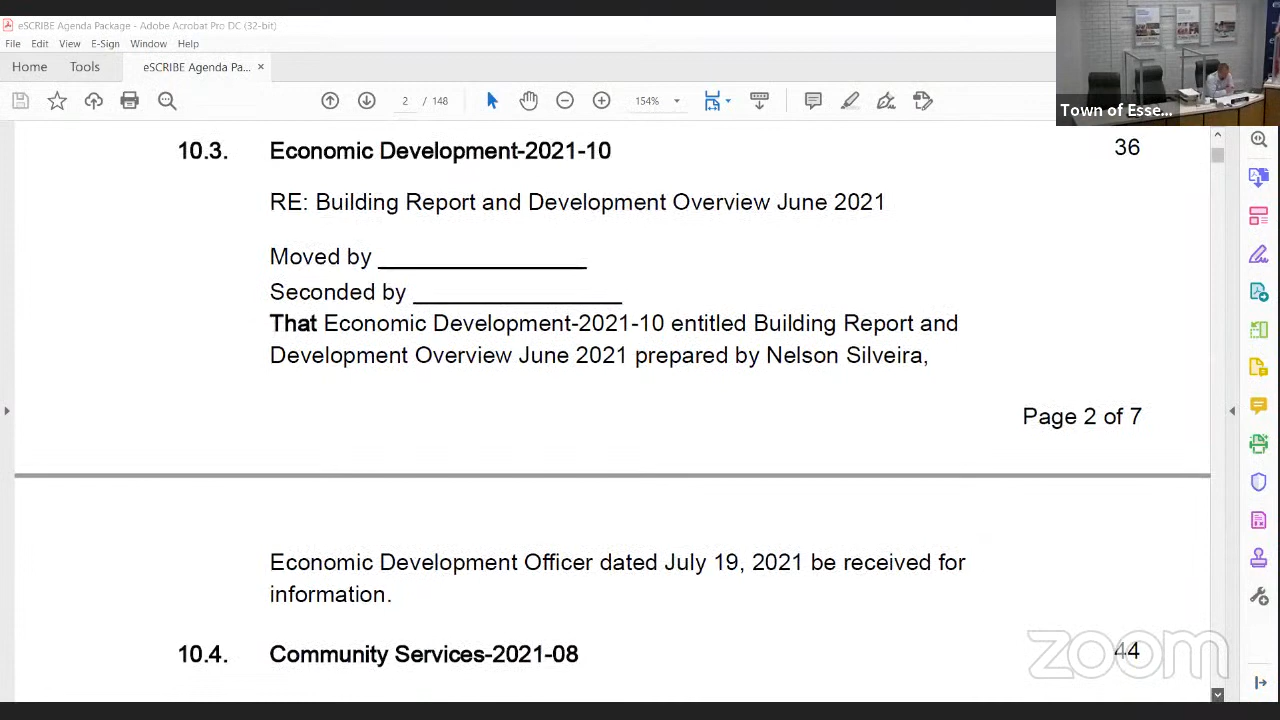 eSCRIBE Agenda Package - Adobe Acrobat Pro DC (32-bit)
File Edit View E-Sign Window Help
Home Tools eSCRIBE Agenda Pa... ×
2 / 148 154%
Town of Esse...
10.3. Economic Development-2021-10 36
RE: Building Report and Development Overview June 2021
Moved by _________________
Seconded by _________________
That Economic Development-2021-10 entitled Building Report and
Development Overview June 2021 prepared by Nelson Silveira,
Page 2 of 7
Economic Development Officer dated July 19, 2021 be received for
information.
10.4. Community Services-2021-08 44
zoom